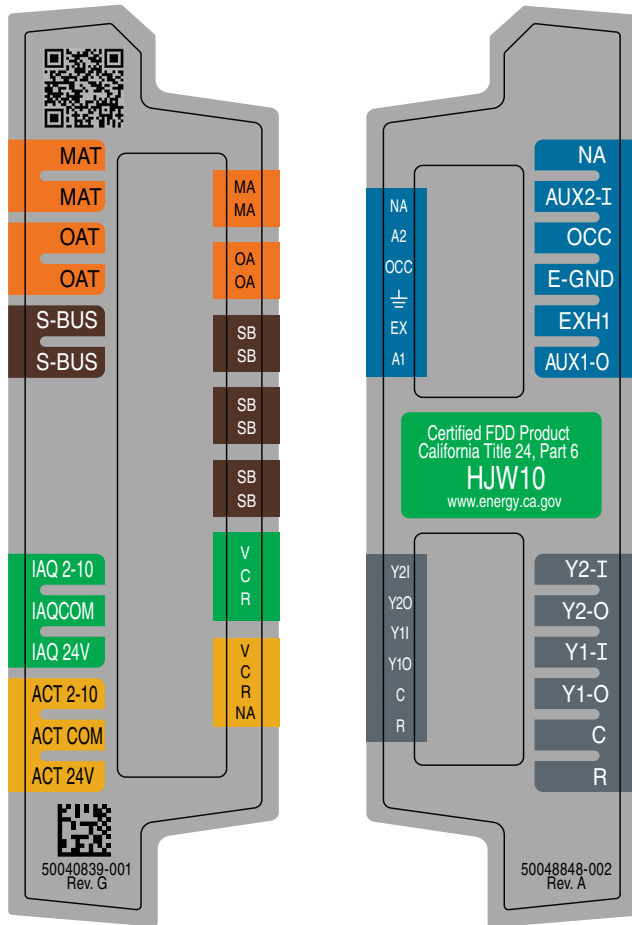 MAT
MAT
OAT
OAT
S-BUS
S-BUS
IAQ 2-10
IAQCOM
IAQ 24V
ACT 2-10
ACT COM
ACT 24V
MA
MA
OA
OA
SB
SB
SB
SB
SB
SB
V
C
R
V
C
R
NA
50040839-001
Rev. G
NA
A2
OCC
EX
A1
NA
AUX2-I
OCC
E-GND
EXH1
AUX1-O
Certified FDD Product
California Title 24, Part 6
HJW10
www.energy.ca.gov
Y2I
Y2O
Y1I
Y1O
C
R
Y2-I
Y2-O
Y1-I
Y1-O
C
R
50048848-002
Rev. A